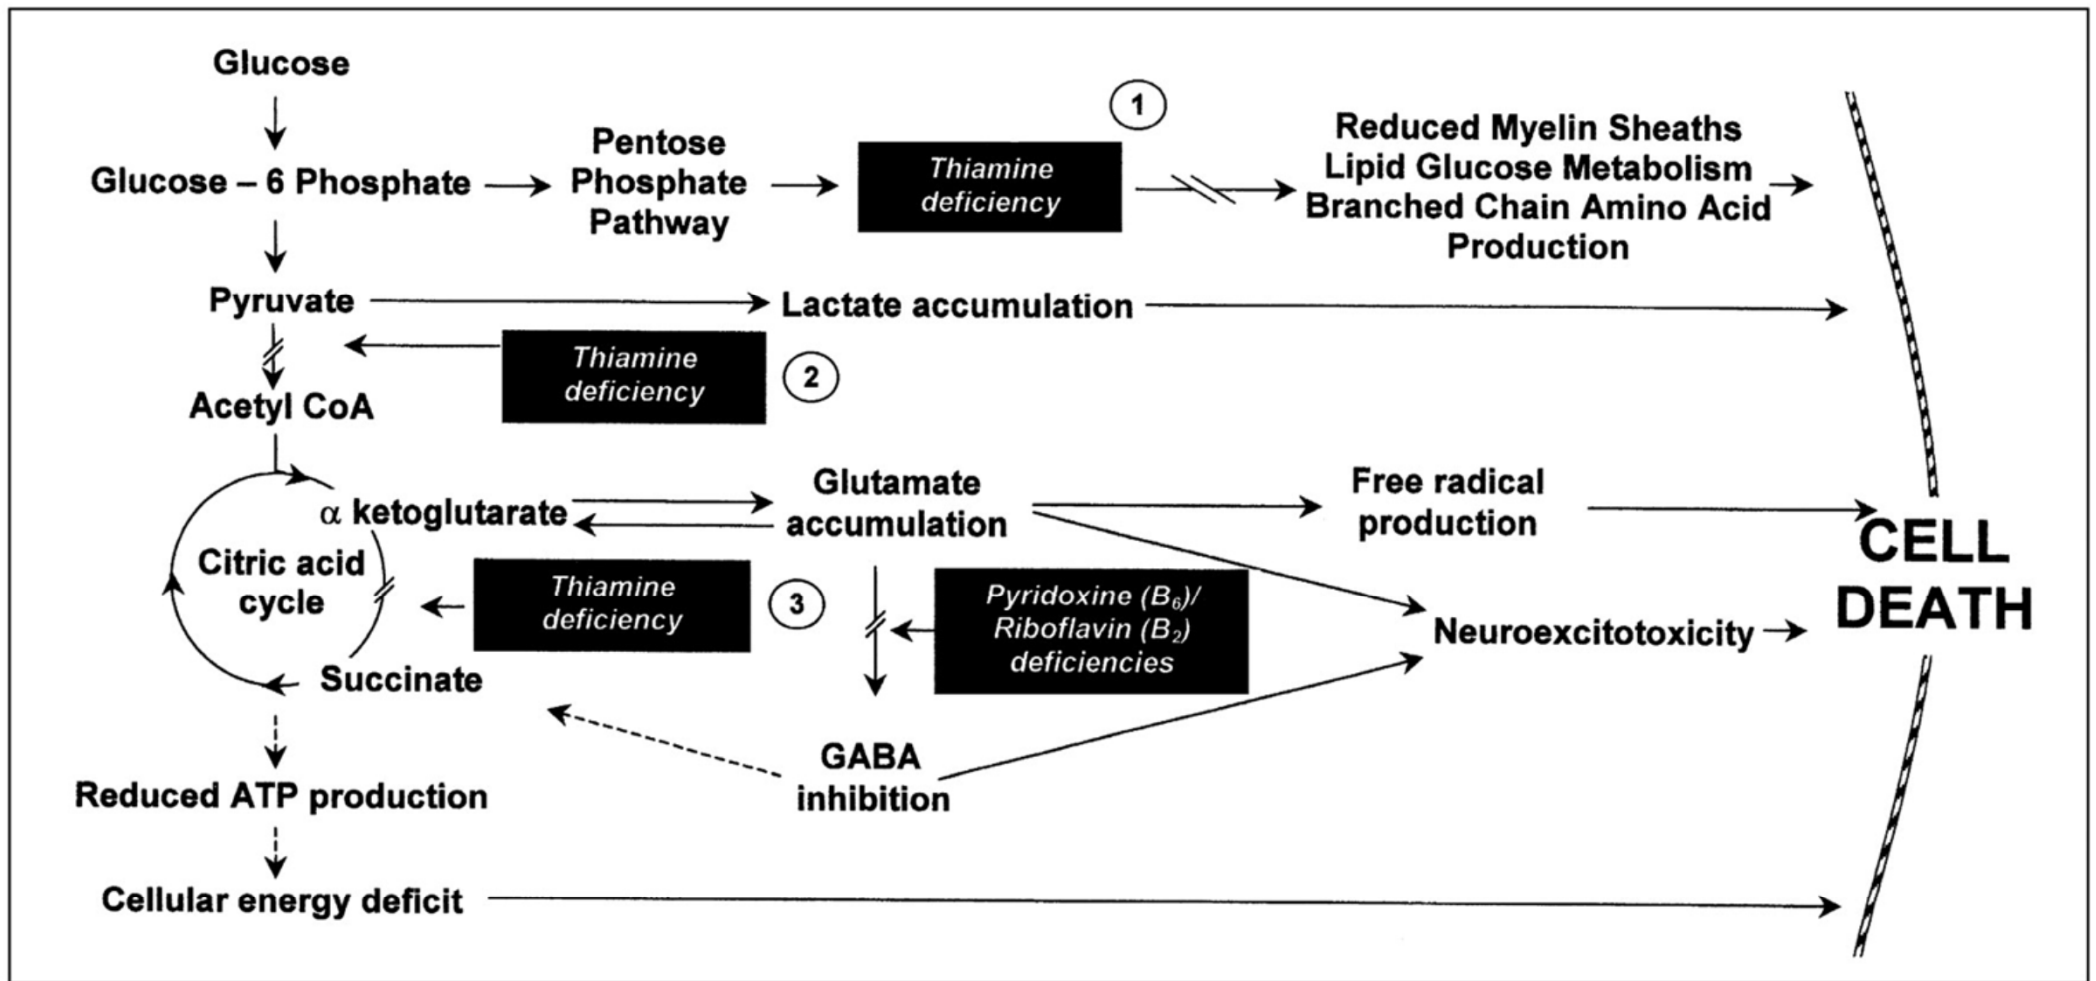 Glucose
Glucose – 6 Phosphate
Pentose
Phosphate
Pathway
Thiamine
deficiency
1
Reduced Myelin Sheaths
Lipid Glucose Metabolism
Branched Chain Amino Acid
Production
Pyruvate
Lactate accumulation
Thiamine
deficiency
2
Acetyl CoA
α ketoglutarate
Glutamate
accumulation
Free radical
production
CELL
DEATH
Citric acid
cycle
Thiamine
deficiency
3
Pyridoxine (B₆)/
Riboflavin (B₂)
deficiencies
Neuroexcitotoxicity
Succinate
GABA
inhibition
Reduced ATP production
Cellular energy deficit